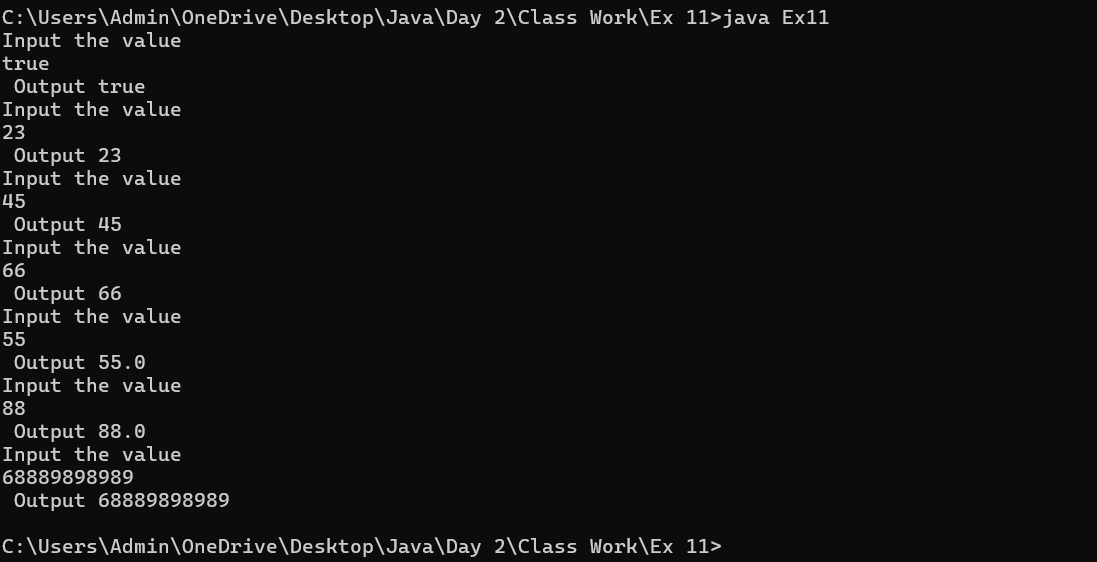 C:\Users\Admin\OneDrive\Desktop\Java\Day 2\Class Work\Ex 11>java Ex11
Input the value
true
 Output true
Input the value
23
 Output 23
Input the value
45
 Output 45
Input the value
66
 Output 66
Input the value
55
 Output 55.0
Input the value
88
 Output 88.0
Input the value
68889898989
 Output 68889898989
C:\Users\Admin\OneDrive\Desktop\Java\Day 2\Class Work\Ex 11>